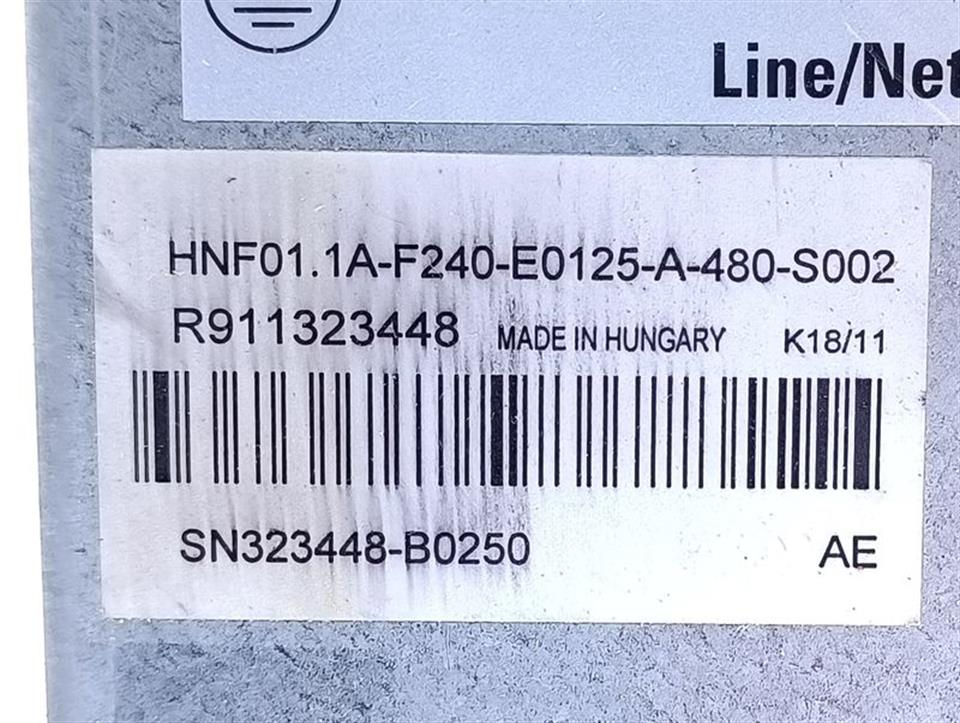 Line/Net
HNF01.1A-F240-E0125-A-480-S002
R911323448 MADE IN HUNGARY K18/11
SN323448-B0250 AE